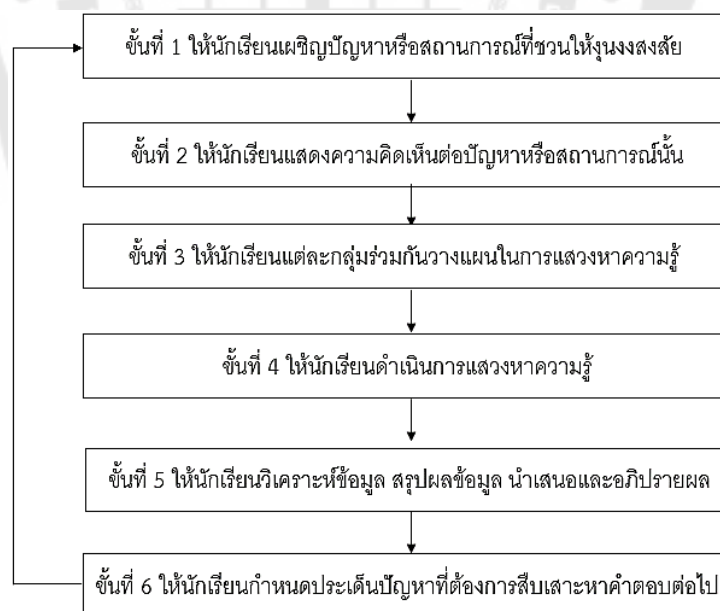 ขั้นที่ 1 ให้นักเรียนเผชิญปัญหาหรือสถานการณ์ที่ชวนให้งุนงงสงสัย
ขั้นที่ 2 ให้นักเรียนแสดงความคิดเห็นต่อปัญหาหรือสถานการณ์นั้น
ขั้นที่ 3 ให้นักเรียนแต่ละกลุ่มร่วมกันวางแผนในการแสวงหาความรู้
ขั้นที่ 4 ให้นักเรียนดำเนินการแสวงหาความรู้
ขั้นที่ 5 ให้นักเรียนวิเคราะห์ข้อมูล สรุปผลข้อมูล นำเสนอและอภิปรายผล
ขั้นที่ 6 ให้นักเรียนกำหนดประเด็นปัญหาที่ต้องการสืบเสาะหาคำตอบต่อไป